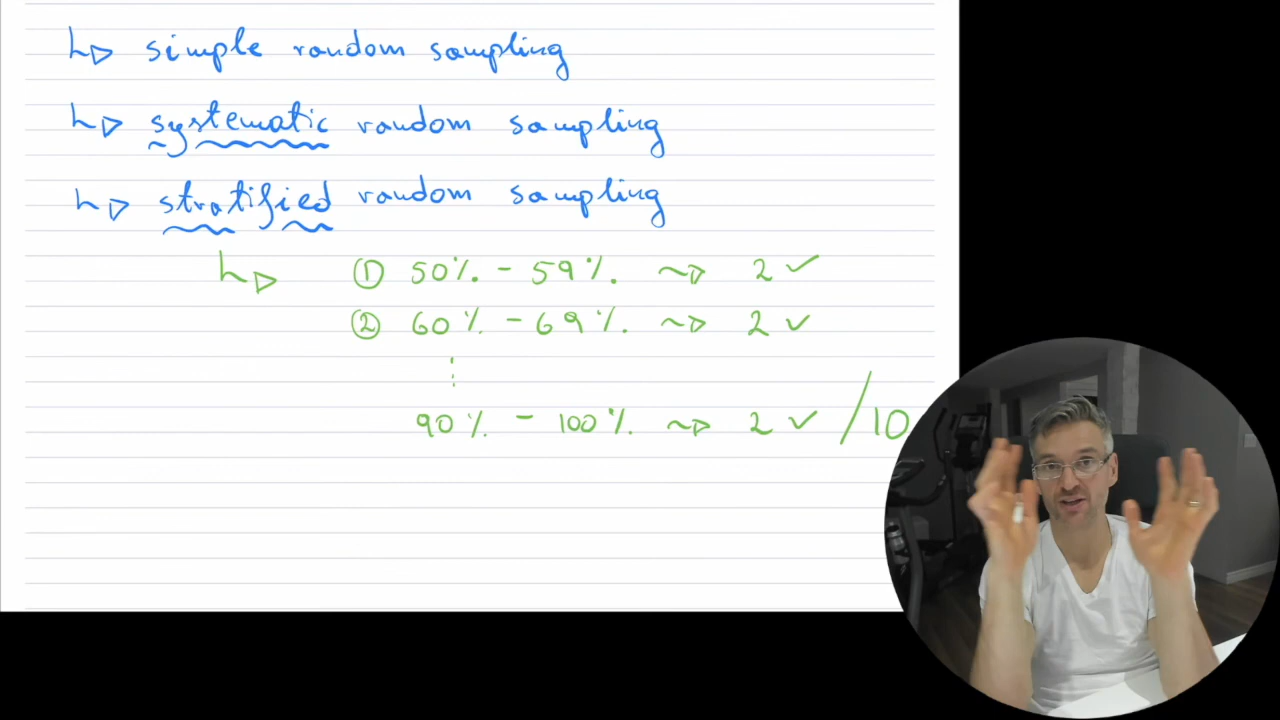 simple random sampling
systematic random sampling
stratified random sampling
① 50% - 59% ⇝ 2 ✓
② 60% - 69% ⇝ 2 ✓
⋮
90% - 100% ⇝ 2 ✓ /10